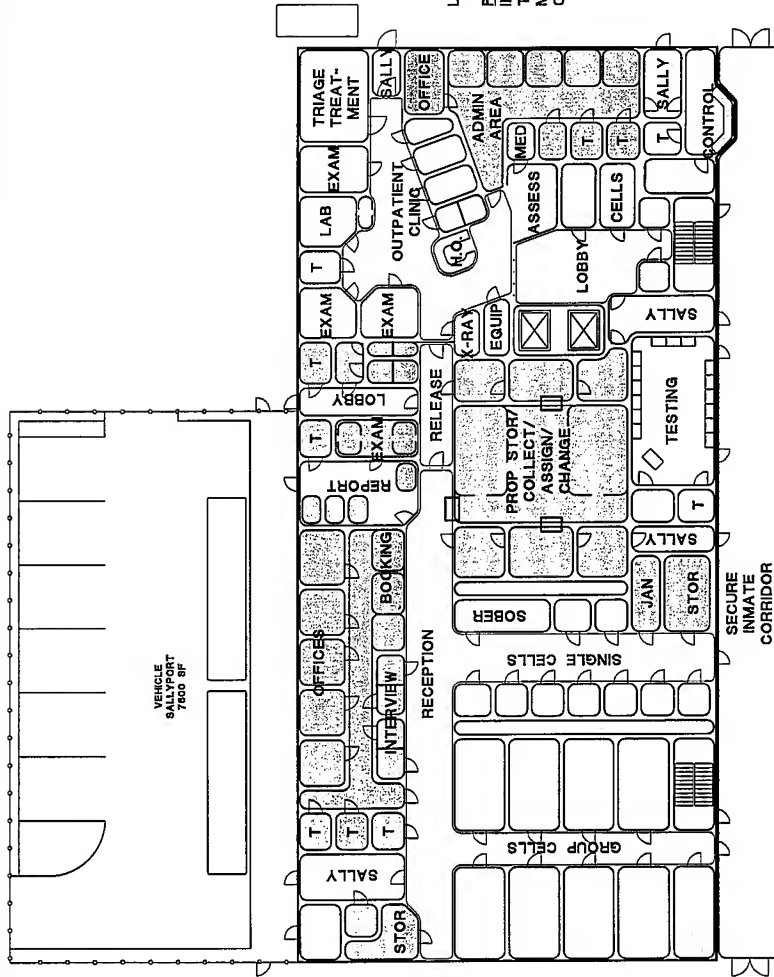 VEHICLE
SALLYPORT
7600 SF
TRIAGE
TREAT-
MENT
SALLY
OFFICE
EXAM
LAB
T
EXAM
EXAM
OUTPATIENT
CLINIC
H.O.
ADMIN
AREA
MED
T
T
T
SALLY
CONTROL
ASSESS
CELLS
LOBBY
X-RAY
EQUIP
SALLY
T
LOBBY
RELEASE
T
EXAM
REPORT
PROP STOR/
COLLECT/
ASSIGN/
CHANGE
TESTING
T
SALLY
OFFICES
BOOKING
INTERVIEW
RECEPTION
SOBER
JAN
STOR
SINGLE CELLS
GROUP CELLS
T
T
T
SALLY
STOR
SECURE
INMATE
CORRIDOR